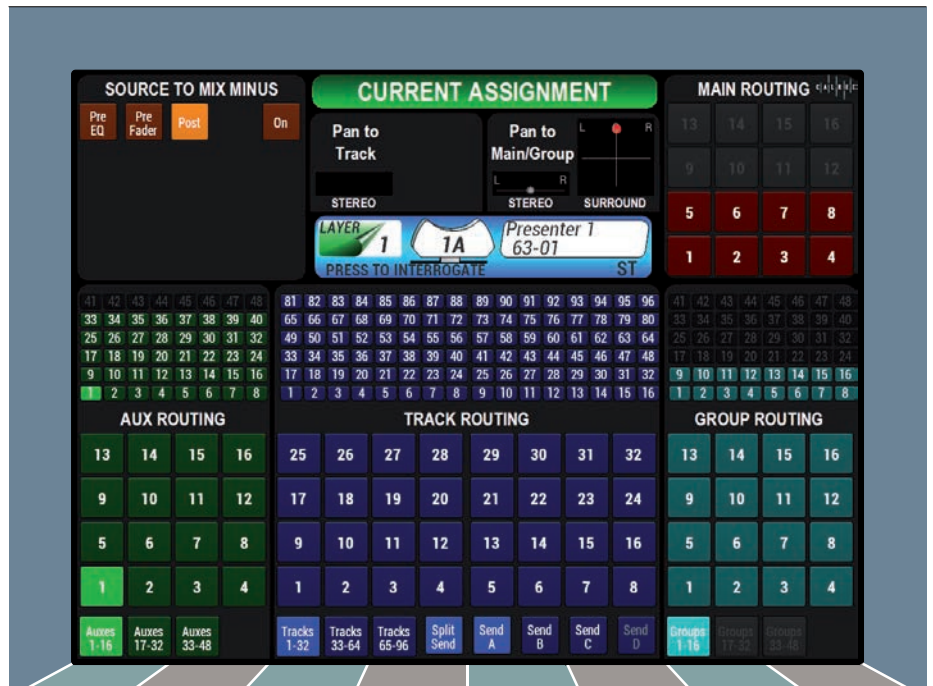 SOURCE TO MIX MINUS
Pre EQ
Pre Fader
Post
On
CURRENT ASSIGNMENT
Pan to Track
STEREO
Pan to Main/Group
L R
STEREO
L R
SURROUND
LAYER 1
1A
Presenter 1
63-01
PRESS TO INTERROGATE
ST
MAIN ROUTING
CALREC
13 14 15 16
9 10 11 12
5 6 7 8
1 2 3 4
41 42 43 44 45 46 47 48
33 34 35 36 37 38 39 40
25 26 27 28 29 30 31 32
17 18 19 20 21 22 23 24
9 10 11 12 13 14 15 16
1 2 3 4 5 6 7 8
AUX ROUTING
13 14 15 16
9 10 11 12
5 6 7 8
1 2 3 4
Auxes 1-16
Auxes 17-32
Auxes 33-48
81 82 83 84 85 86 87 88 89 90 91 92 93 94 95 96
65 66 67 68 69 70 71 72 73 74 75 76 77 78 79 80
49 50 51 52 53 54 55 56 57 58 59 60 61 62 63 64
33 34 35 36 37 38 39 40 41 42 43 44 45 46 47 48
17 18 19 20 21 22 23 24 25 26 27 28 29 30 31 32
1 2 3 4 5 6 7 8 9 10 11 12 13 14 15 16
TRACK ROUTING
25 26 27 28 29 30 31 32
17 18 19 20 21 22 23 24
9 10 11 12 13 14 15 16
1 2 3 4 5 6 7 8
Tracks 1-32
Tracks 33-64
Tracks 65-96
Split Send
Send A
Send B
Send C
Send D
41 42 43 44 45 46 47 48
33 34 35 36 37 38 39 40
25 26 27 28 29 30 31 32
17 18 19 20 21 22 23 24
9 10 11 12 13 14 15 16
1 2 3 4 5 6 7 8
GROUP ROUTING
13 14 15 16
9 10 11 12
5 6 7 8
1 2 3 4
Groups 1-16
Groups 17-32
Groups 33-48